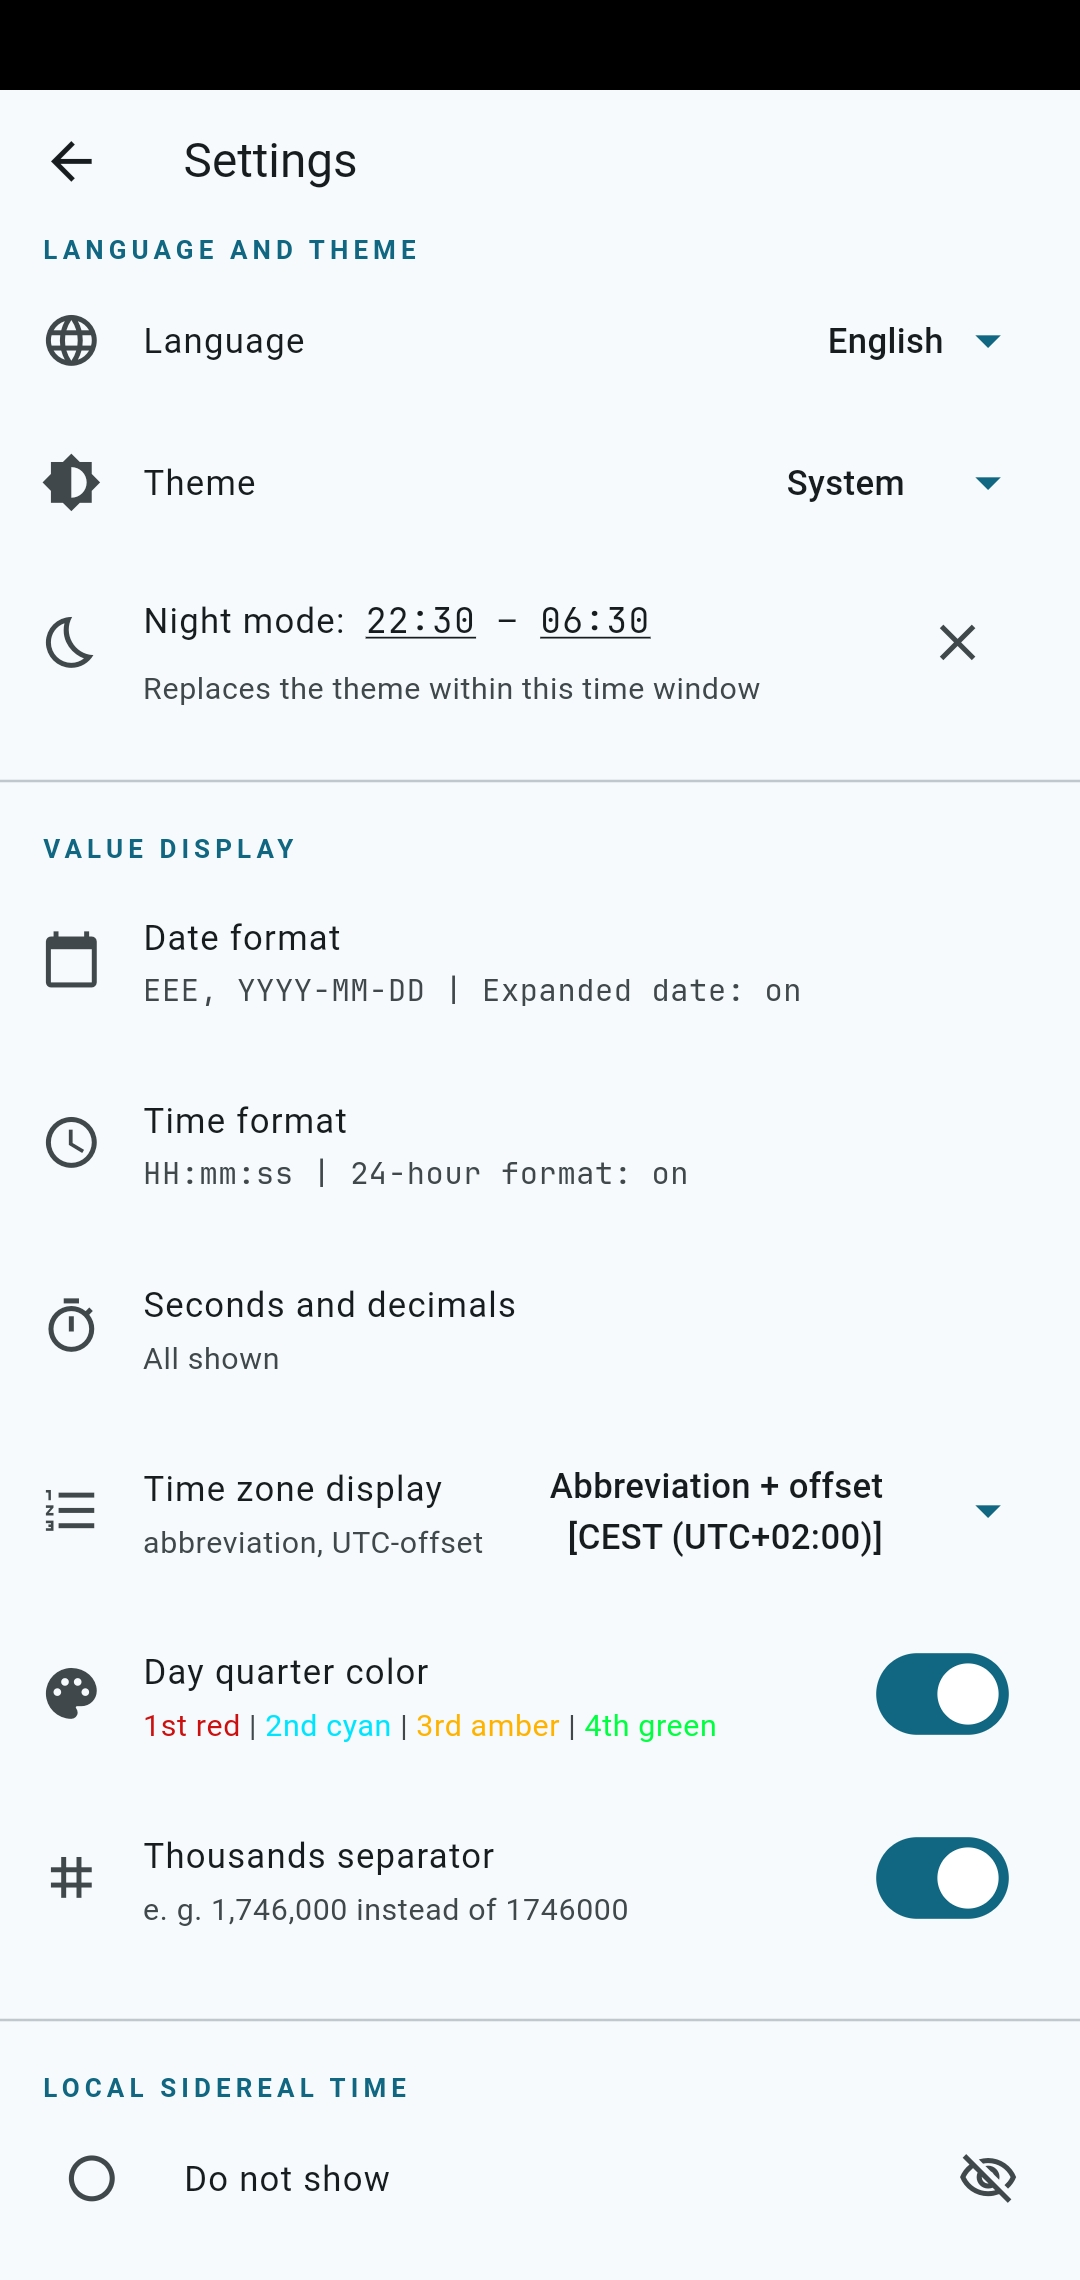 Settings
LANGUAGE AND THEME
Language English
Theme System
Night mode: 22:30 – 06:30
Replaces the theme within this time window
VALUE DISPLAY
Date format
EEE, YYYY-MM-DD | Expanded date: on
Time format
HH:mm:ss | 24-hour format: on
Seconds and decimals
All shown
Time zone display
abbreviation, UTC-offset
Abbreviation + offset
[CEST (UTC+02:00)]
Day quarter color
1st red | 2nd cyan | 3rd amber | 4th green
Thousands separator
e. g. 1,746,000 instead of 1746000
LOCAL SIDEREAL TIME
Do not show